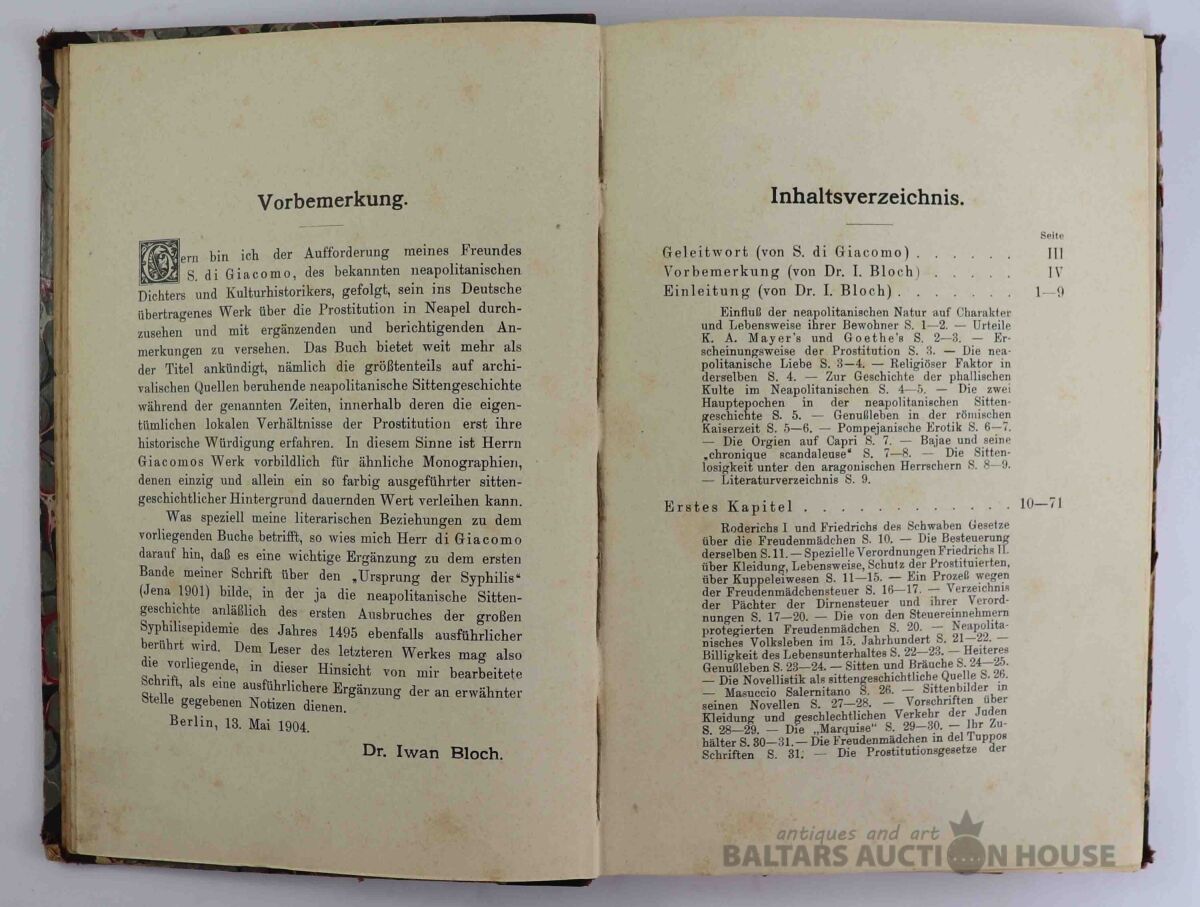 Vorbemerkung.
Gern bin ich der Aufforderung meines Freundes
S. di Giacomo, des bekannten neapolitanischen
Dichters und Kulturhistorikers, gefolgt, sein ins Deutsche
übertragenes Werk über die Prostitution in Neapel durch-
zusehen und mit ergänzenden und berichtigenden An-
merkungen zu versehen. Das Buch bietet weit mehr als
der Titel ankündigt, nämlich die größtenteils auf archi-
valischen Quellen beruhende neapolitanische Sittengeschichte
während der genannten Zeiten, innerhalb deren die eigen-
tümlichen lokalen Verhältnisse der Prostitution erst ihre
historische Würdigung erfahren. In diesem Sinne ist Herrn
Giacomos Werk vorbildlich für ähnliche Monographien,
denen einzig und allein ein so farbig ausgeführter sitten-
geschichtlicher Hintergrund dauernden Wert verleihen kann.
Was speziell meine literarischen Beziehungen zu dem
vorliegenden Buche betrifft, so wies mich Herr di Giacomo
darauf hin, daß es eine wichtige Ergänzung zu dem ersten
Bande meiner Schrift über den „Ursprung der Syphilis“
(Jena 1901) bilde, in der ja die neapolitanische Sitten-
geschichte anläßlich des ersten Ausbruches der großen
Syphilisepidemie des Jahres 1495 ebenfalls ausführlicher
berührt wird. Dem Leser des letzteren Werkes mag also
die vorliegende, in dieser Hinsicht von mir bearbeitete
Schrift, als eine ausführlichere Ergänzung der an erwähnter
Stelle gegebenen Notizen dienen.
Berlin, 13. Mai 1904.
Dr. Iwan Bloch.
Inhaltsverzeichnis.
Seite
Geleitwort (von S. di Giacomo) . . . . . . III
Vorbemerkung (von Dr. I. Bloch) . . . . . IV
Einleitung (von Dr. I. Bloch) . . . . . . . 1—9
Einfluß der neapolitanischen Natur auf Charakter
und Lebensweise ihrer Bewohner S. 1—2. — Urteile
K. A. Mayer's und Goethe's S. 2—3. — Er-
scheinungsweise der Prostitution S. 3. — Die nea-
politanische Liebe S. 3—4. — Religiöser Faktor in
derselben S. 4. — Zur Geschichte der phallischen
Kulte im Neapolitanischen S. 4—5. — Die zwei
Hauptepochen in der neapolitanischen Sitten-
geschichte S. 5. — Genußleben in der römischen
Kaiserzeit S. 5—6. — Pompejanische Erotik S. 6—7.
— Die Orgien auf Capri S. 7. — Bajae und seine
„chronique scandaleuse“ S. 7—8. — Die Sitten-
losigkeit unter den aragonischen Herrschern S. 8—9.
— Literaturverzeichnis S. 9.
Erstes Kapitel . . . . . . . . . . . . 10—71
Roderichs I und Friedrichs des Schwaben Gesetze
über die Freudenmädchen S. 10. — Die Besteuerung
derselben S. 11. — Spezielle Verordnungen Friedrichs II.
über Kleidung, Lebensweise, Schutz der Prostituierten,
über Kuppeleiwesen S. 11—15. — Ein Prozeß wegen
der Freudenmädchensteuer S. 16—17. — Verzeichnis
der Pächter der Dirnensteuer und ihrer Verord-
nungen S. 17—20. — Die von den Steuereinnehmern
protegierten Freudenmädchen S. 20. — Neapolita-
nisches Volksleben im 15. Jahrhundert S. 21—22. —
Billigkeit des Lebensunterhaltes S. 22—23. — Heiteres
Genußleben S. 23—24. — Sitten und Bräuche S. 24—25.
— Die Novellistik als sittengeschichtliche Quelle S. 26.
— Masuccio Salernitano S. 26. — Sittenbilder in
seinen Novellen S. 27—28. — Vorschriften über
Kleidung und geschlechtlichen Verkehr der Juden
S. 28—29. — Die „Marquise“ S. 29—30. — Ihr Zu-
hälter S. 30—31. — Die Freudenmädchen in del Tuppos
Schriften S. 31. — Die Prostitutionsgesetze der
antiques and art
BALTARS AUCTION HOUSE